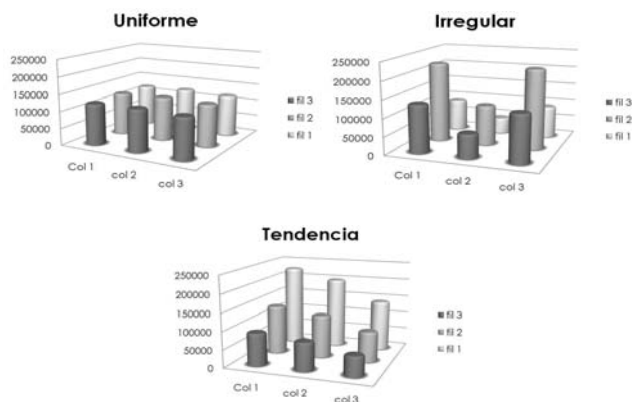 Uniforme
250000
200000
150000
100000
50000
0
Col 1
col 2
col 3
fil 3
fil 2
fil 1
Irregular
250000
200000
150000
100000
50000
0
Col 1
col 2
col 3
fil 3
fil 2
fil 1
Tendencia
250000
200000
150000
100000
50000
0
Col 1
col 2
col 3
fil 3
fil 2
fil 1